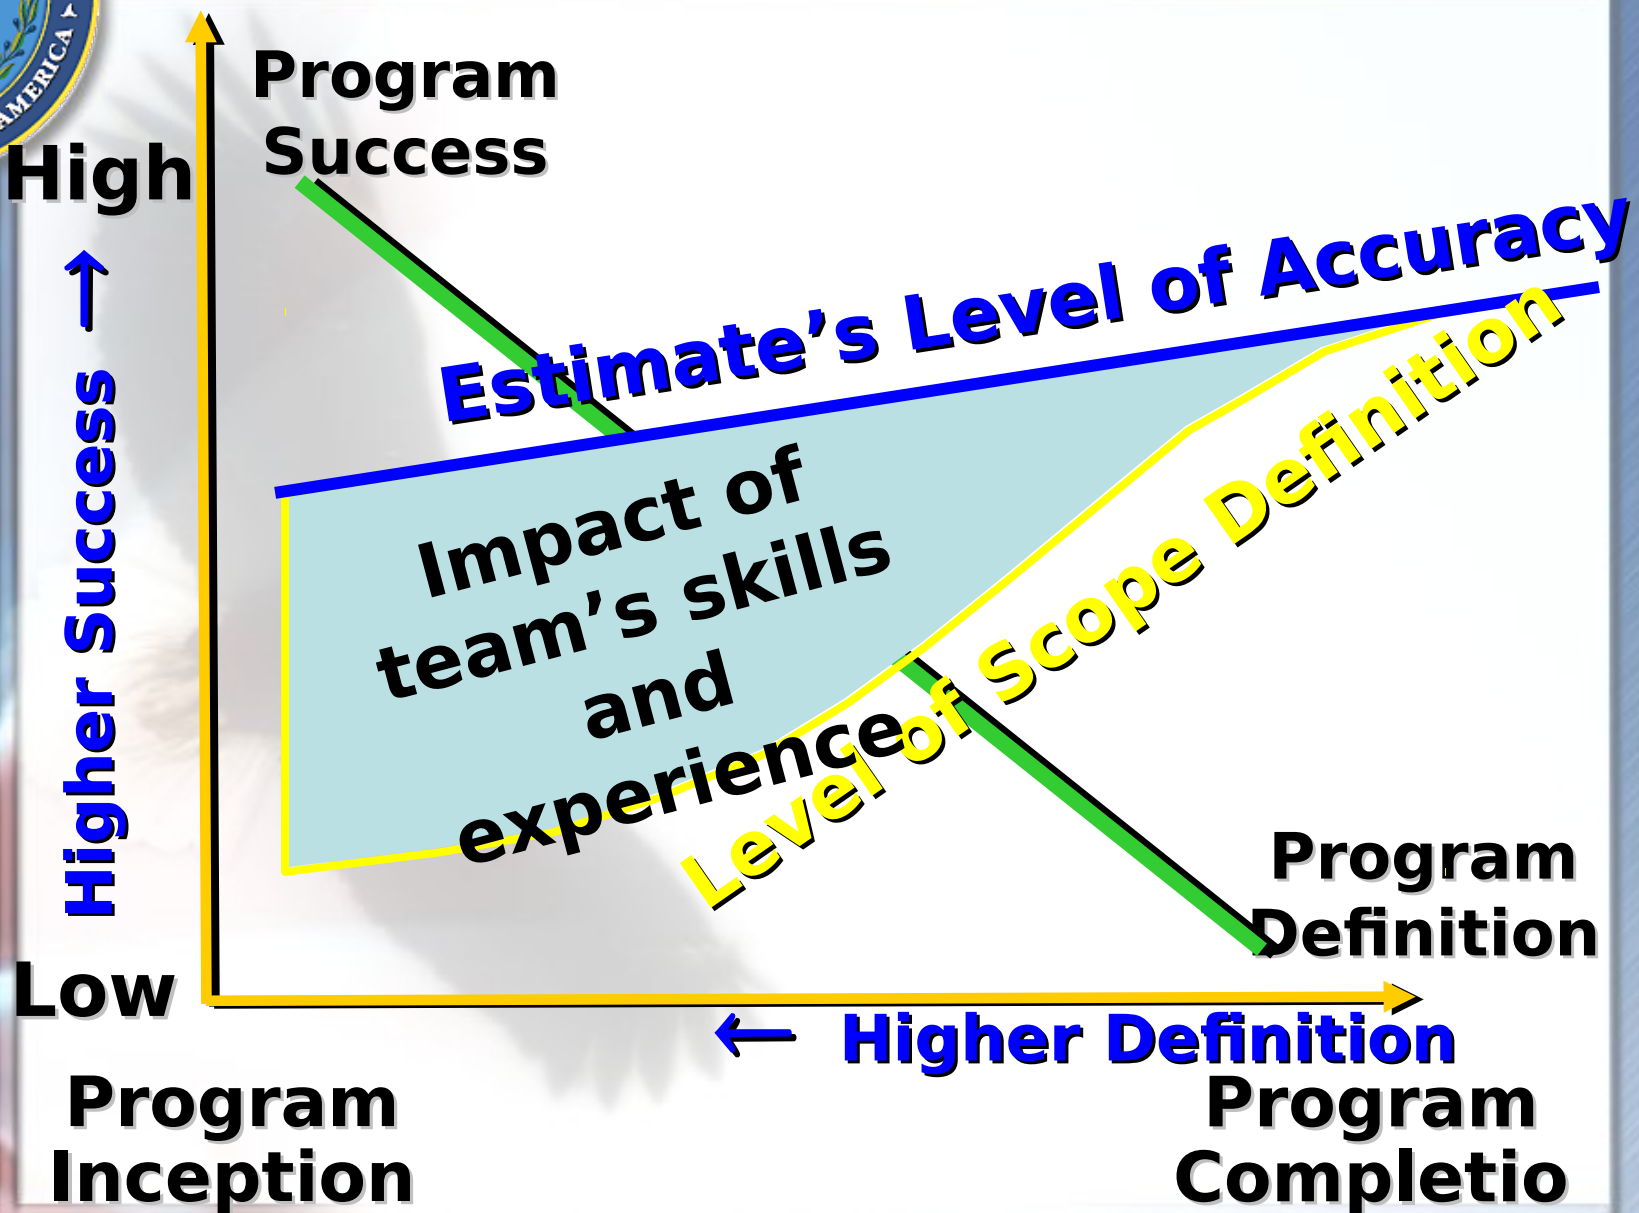 AMERICA
Program
Success
High
Higher Success →
Estimate’s Level of Accuracy
Impact of
team’s skills
and
experience
Level of Scope Definition
Program
Definition
Low
← Higher Definition
Program
Inception
Program
Completio